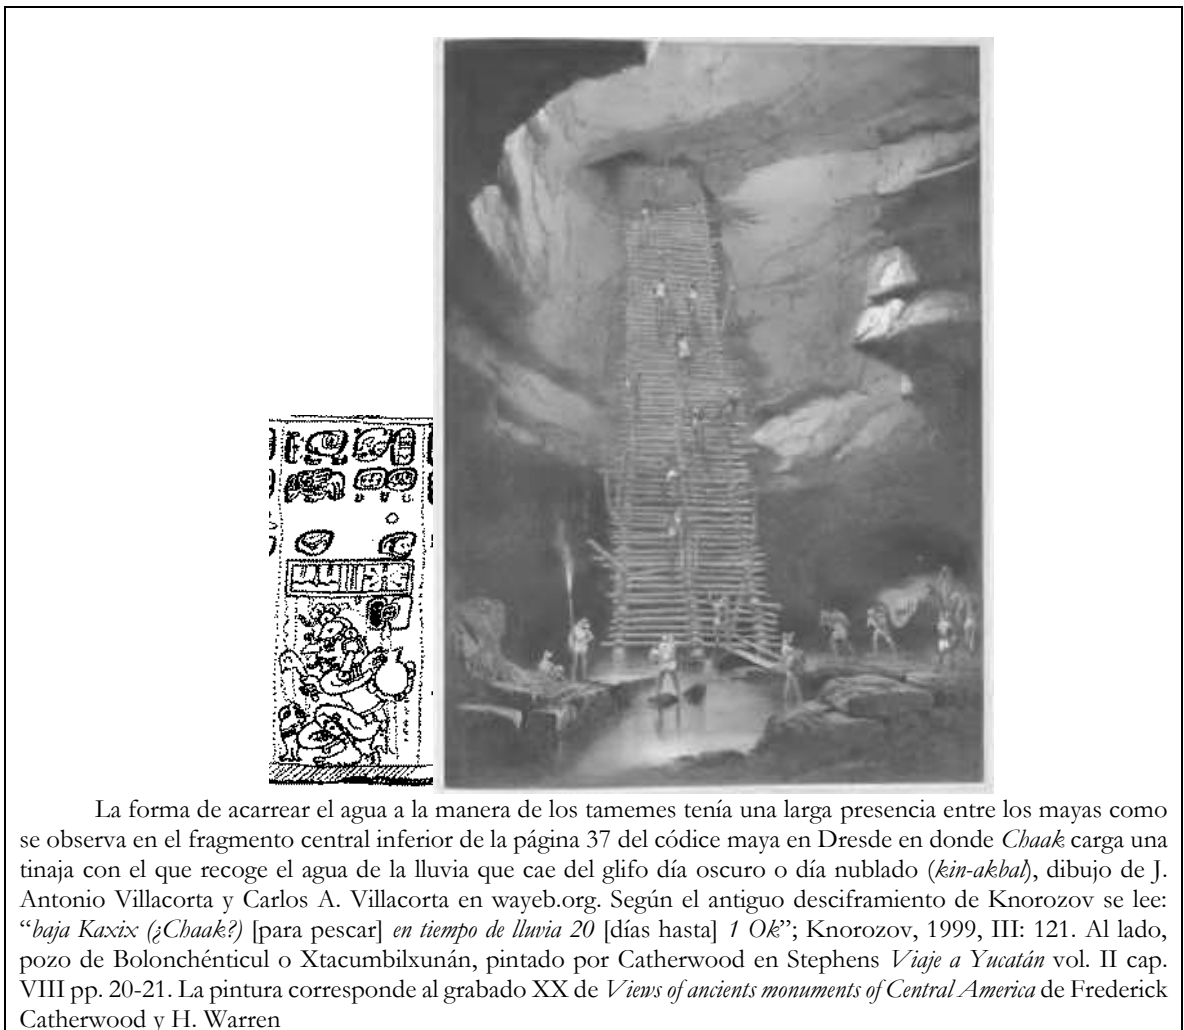 La forma de acarrear el agua a la manera de los tamemes tenía una larga presencia entre los mayas como
se observa en el fragmento central inferior de la página 37 del códice maya en Dresde en donde Chaak carga una
tinaja con el que recoge el agua de la lluvia que cae del glifo día oscuro o día nublado (kin-akbal), dibujo de J.
Antonio Villacorta y Carlos A. Villacorta en wayeb.org. Según el antiguo desciframiento de Knorozov se lee:
“baja Kaxix (¿Chaak?) [para pescar] en tiempo de lluvia 20 [días hasta] 1 Ok”; Knorozov, 1999, III: 121. Al lado,
pozo de Bolonchénticul o Xtacumbilxunán, pintado por Catherwood en Stephens Viaje a Yucatán vol. II cap.
VIII pp. 20-21. La pintura corresponde al grabado XX de Views of ancients monuments of Central America de Frederick
Catherwood y H. Warren